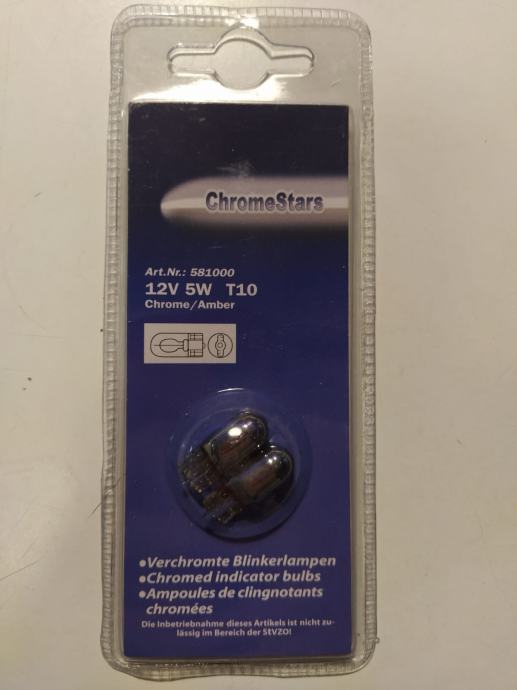 ChromeStars
Art.Nr.: 581000
12V 5W T10
Chrome/Amber
•Verchromte Blinkerlampen
•Chromed indicator bulbs
•Ampoules de clingnotants
chromées
Die Inbetriebnahme dieses Artikels ist nicht zu-
lässig im Bereich der StVZO!